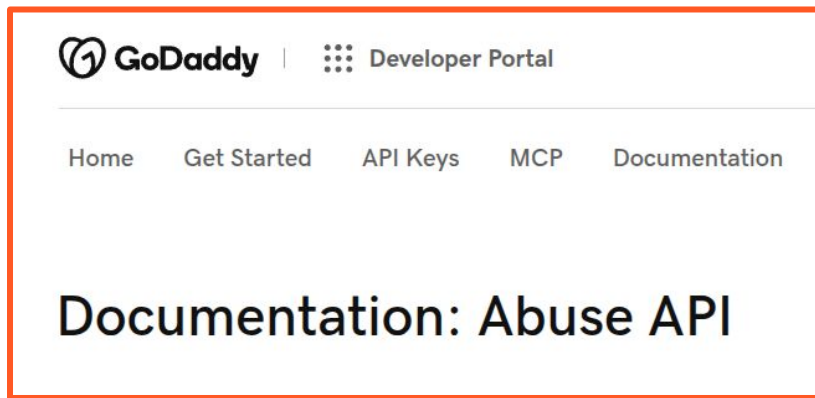 GoDaddy Developer Portal
Home Get Started API Keys MCP Documentation
Documentation: Abuse API